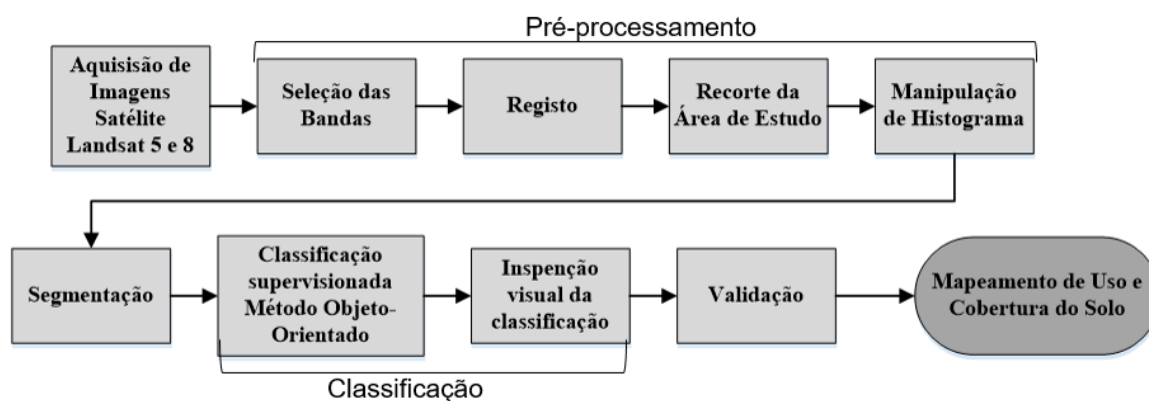 Pré-processamento
Aquisisão de
Imagens
Satélite
Landsat 5 e 8
Seleção das
Bandas
Registo
Recorte da
Área de Estudo
Manipulação
de Histograma
Segmentação
Classificação
supervisionada
Método Objeto-
Orientado
Inspenção
visual da
classificação
Validação
Mapeamento de Uso e
Cobertura do Solo
Classificação